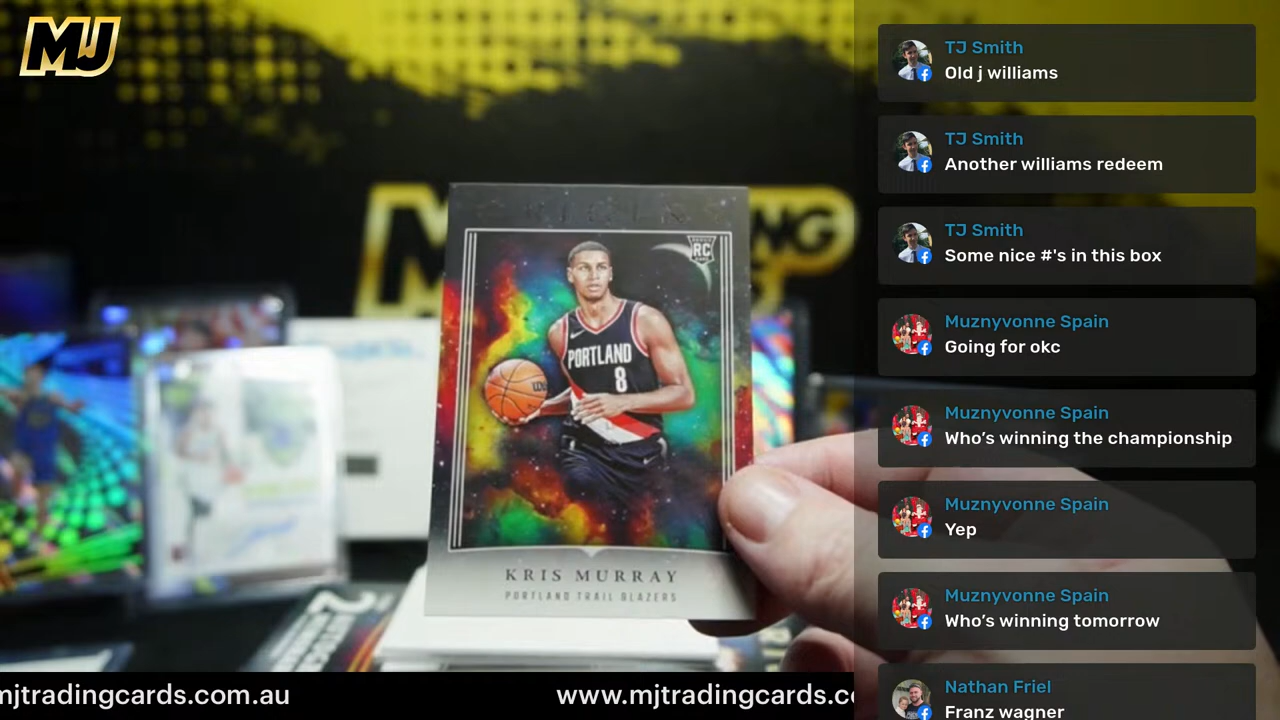 MJ
TJ Smith
Old j williams
TJ Smith
Another williams redeem
TJ Smith
Some nice #'s in this box
Muznyvonne Spain
Going for okc
Muznyvonne Spain
Who's winning the championship
Muznyvonne Spain
Yep
Muznyvonne Spain
Who's winning tomorrow
Nathan Friel
Franz wagner
ORIGINS
RC
PORTLAND
8
KRIS MURRAY
PORTLAND TRAIL BLAZERS
mjtradingcards.com.au
www.mjtradingcards.co